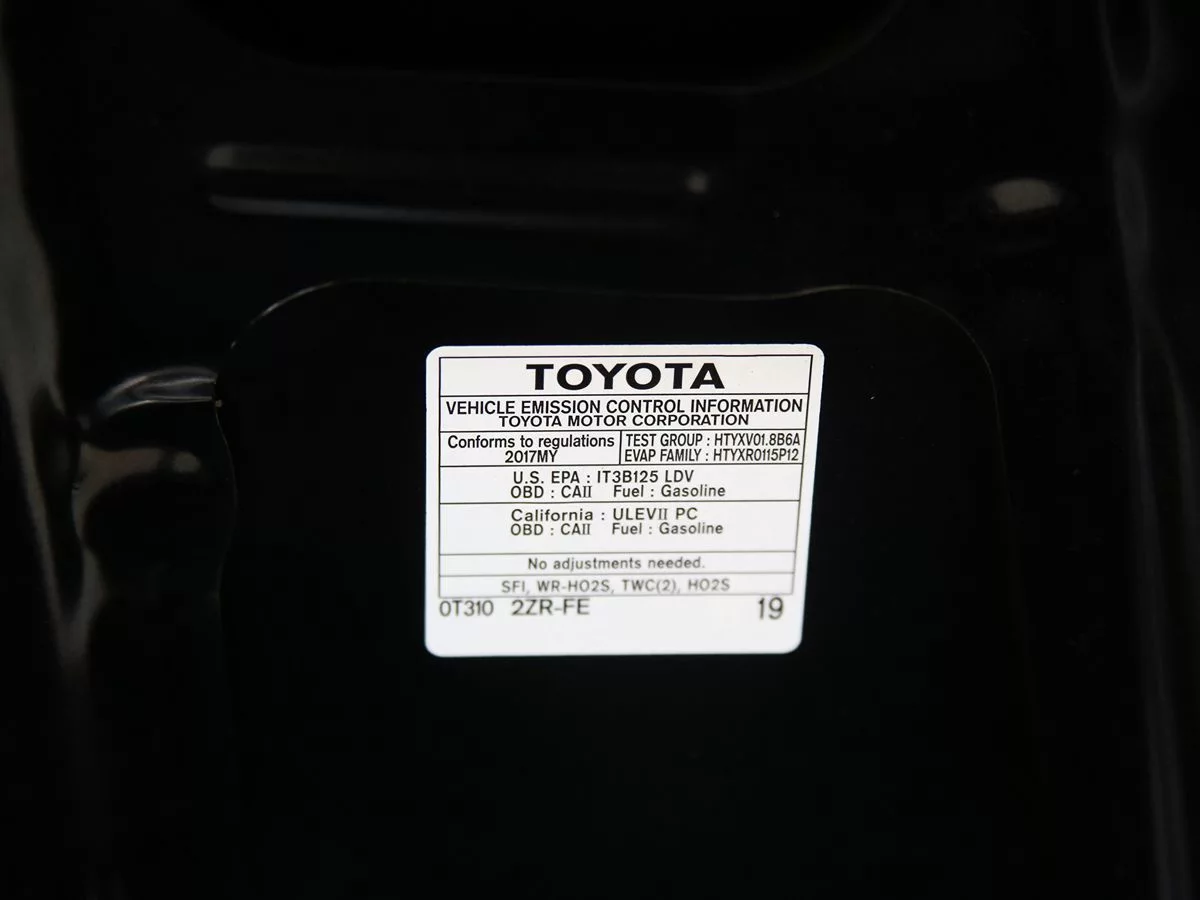 TOYOTA
VEHICLE EMISSION CONTROL INFORMATION
TOYOTA MOTOR CORPORATION
Conforms to regulations
2017MY
TEST GROUP : HTYXV01.8B6A
EVAP FAMILY : HTYXR0115P12
U.S. EPA : IT3B125 LDV
OBD : CAII Fuel : Gasoline
California : ULEVII PC
OBD : CAII Fuel : Gasoline
No adjustments needed.
SFI, WR-HO2S, TWC(2), HO2S
0T310 2ZR-FE 19